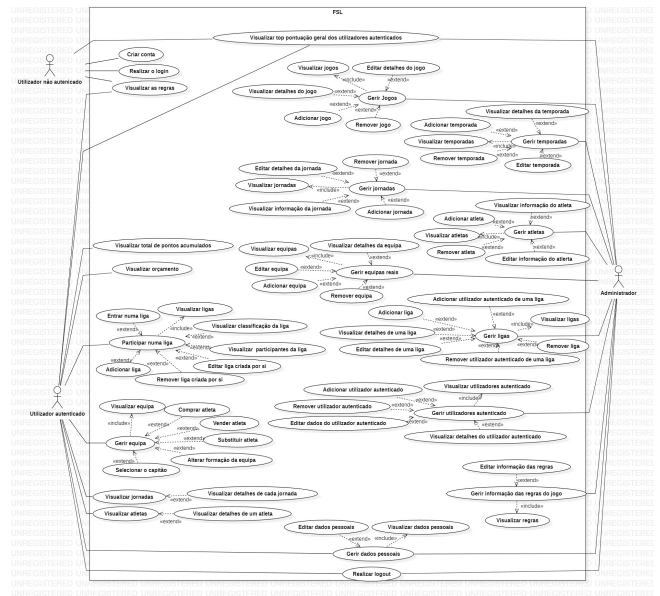 FSL
Visualizar top pontuação geral dos utilizadores autenticados
Utilizador não autenicado
Criar conta
Realizar o login
Visualizar as regras
Visualizar jogos
Editar detalhes do jogo
«include»
«extend»
Visualizar detalhes do jogo
«extend»
Gerir Jogos
Adicionar jogo
«extend»
«extend»
Remover jogo
Visualizar detalhes da temporada
Adicionar temporada
«extend»
«extend»
Visualizar temporadas
«include»
Gerir temporadas
Remover temporada
«extend»
«extend»
Editar temporada
Remover jornada
Editar detalhes da jornada
«extend»
«extend»
Visualizar jornadas
«include»
Gerir jornadas
Visualizar informação da jornada
«extend»
«extend»
Adicionar jornada
Visualizar informação do atleta
Adicionar atleta
«extend»
«extend»
Visualizar atletas
«include»
Gerir atletas
Remover atleta
«extend»
«extend»
Editar informação do atlerta
Visualizar total de pontos acumulados
Visualizar orçamento
Visualizar equipas
Visualizar detalhes da equipa
«include»
«extend»
Editar equipa
«extend»
Gerir equipas reais
Adicionar equipa
«extend»
«extend»
Remover equipa
Administrador
Entrar numa liga
Visualizar ligas
«extend»
«include»
Visualizar classificação da liga
«extend»
Participar numa liga
Visualizar participantes da liga
«extend»
«extend»
Adicionar liga
«extend»
«extend»
Editar liga criada por si
Remover liga criada por si
Adicionar utilizador autenticado de uma liga
Adicionar liga
«extend»
«extend»
Visualizar ligas
«include»
Visualizar detalhes de uma liga
«extend»
Gerir ligas
Editar detalhes de uma liga
«extend»
«extend»
«extend»
Remover liga
Remover utilizador autenticado de uma liga
Utilizador autenticado
Visualizar equipa
Comprar atleta
«include»
«extend»
Vender atleta
«extend»
Gerir equipa
Substituir atleta
«extend»
«extend»
«extend»
Alterar formação da equipa
Selecionar o capitão
Adicionar utilizador autenticado
Visualizar utilizadores autenticado
«extend»
«include»
Remover utilizador autenticado
«extend»
Gerir utilizadores autenticado
Editar dados do utilizador autenticado
«extend»
«extend»
Visualizar detalhes do utilizador autenticado
Editar informação das regras
«extend»
Gerir informação das regras do jogo
«include»
Visualizar regras
Visualizar jornadas
«extend»
Visualizar detalhes de cada jornada
Visualizar atletas
«extend»
Visualizar detalhes de um atleta
Editar dados pessoais
Visualizar dados pessoais
«extend»
«include»
Gerir dados pessoais
Realizar logout